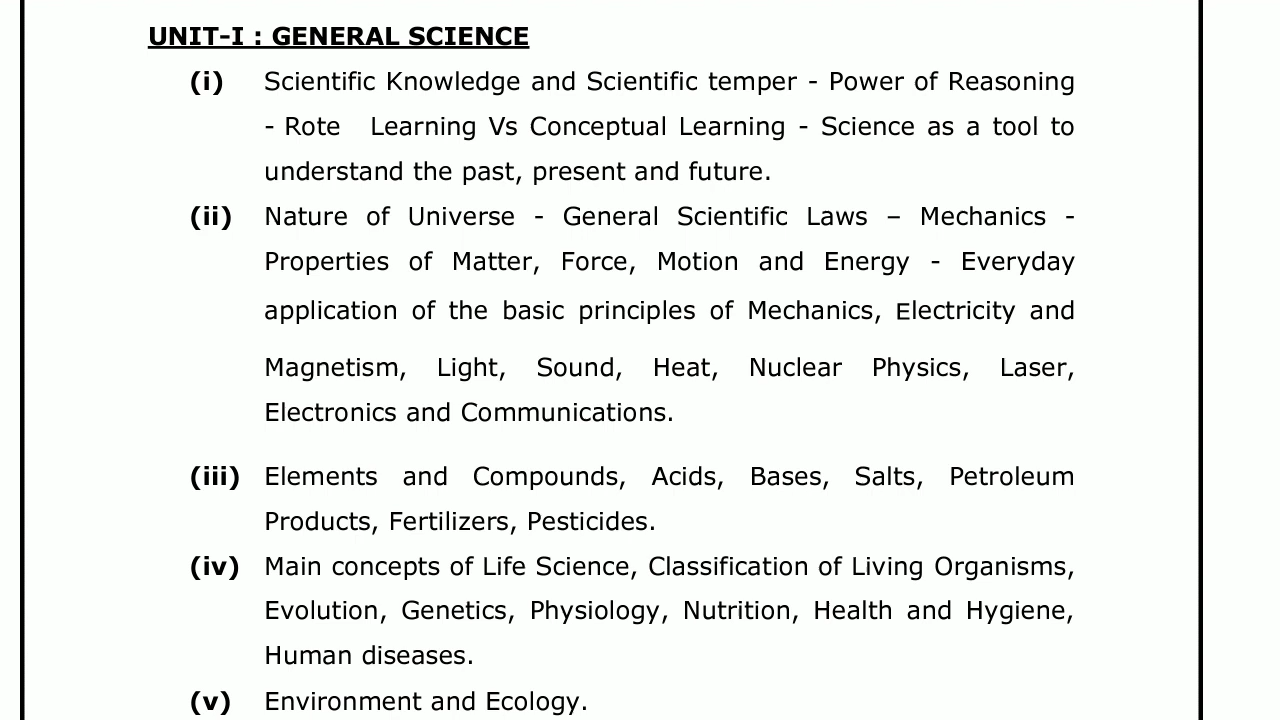 UNIT-I : GENERAL SCIENCE
(i) Scientific Knowledge and Scientific temper - Power of Reasoning
- Rote Learning Vs Conceptual Learning - Science as a tool to
understand the past, present and future.
(ii) Nature of Universe - General Scientific Laws – Mechanics -
Properties of Matter, Force, Motion and Energy - Everyday
application of the basic principles of Mechanics, Electricity and
Magnetism, Light, Sound, Heat, Nuclear Physics, Laser,
Electronics and Communications.
(iii) Elements and Compounds, Acids, Bases, Salts, Petroleum
Products, Fertilizers, Pesticides.
(iv) Main concepts of Life Science, Classification of Living Organisms,
Evolution, Genetics, Physiology, Nutrition, Health and Hygiene,
Human diseases.
(v) Environment and Ecology.